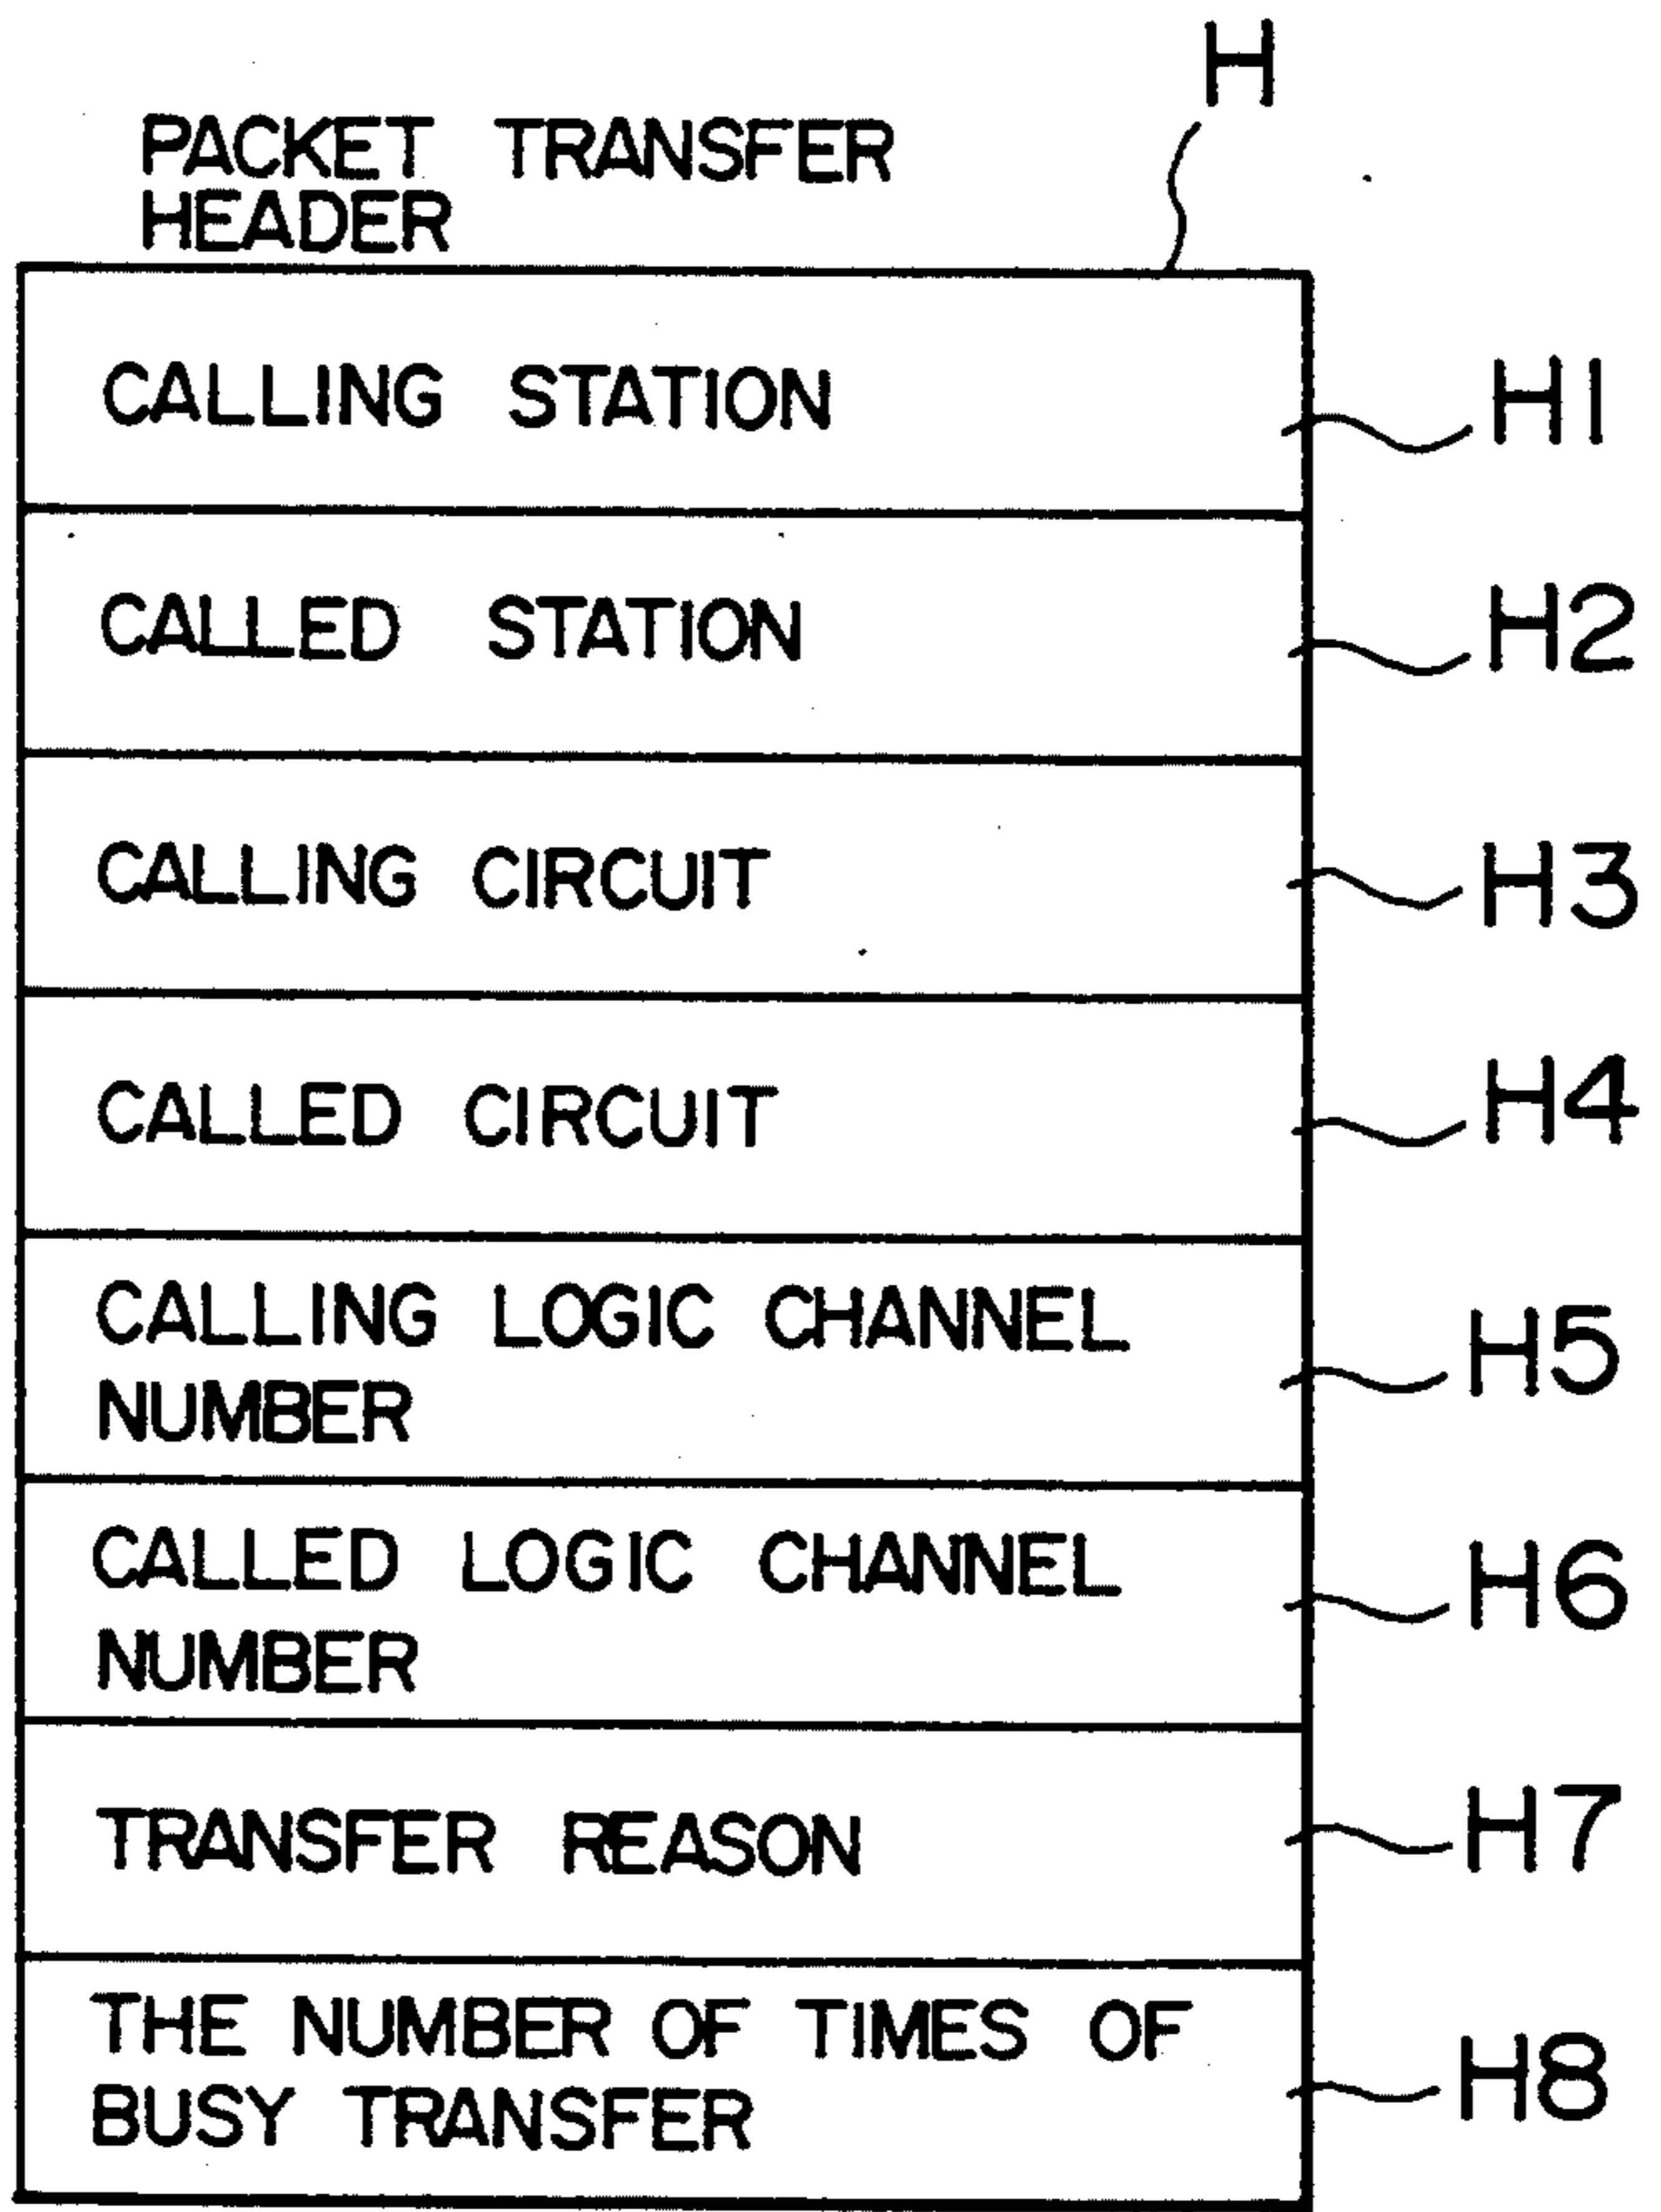 H
PACKET TRANSFER
HEADER
CALLING STATION
H1
CALLED STATION
H2
CALLING CIRCUIT
H3
CALLED CIRCUIT
H4
CALLING LOGIC CHANNEL
NUMBER
H5
CALLED LOGIC CHANNEL
NUMBER
H6
TRANSFER REASON
H7
THE NUMBER OF TIMES OF
BUSY TRANSFER
H8